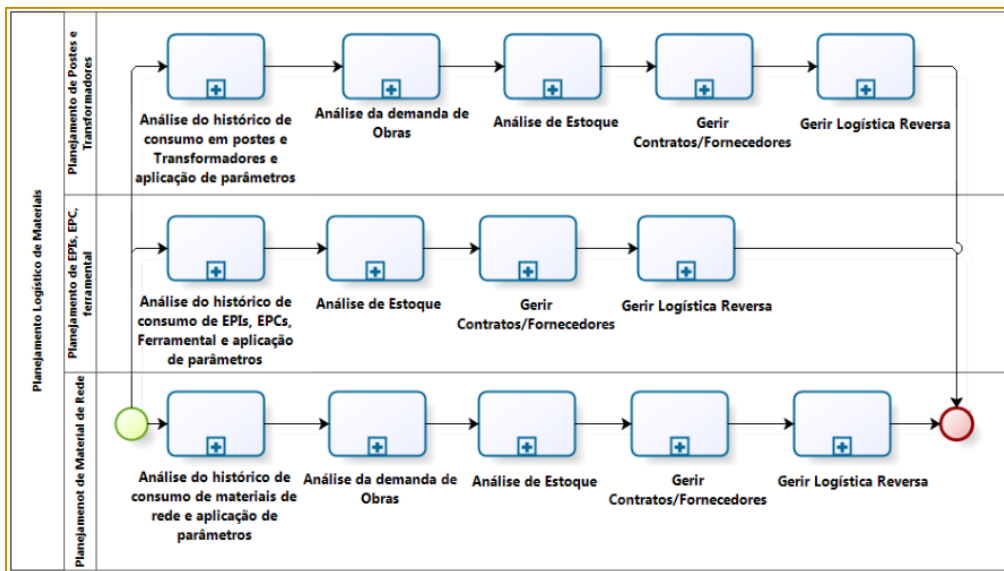 Planejamento Logístico de Materiais
Planejamento de Postes e
Transformadores
Análise do histórico de
consumo em postes e
Transformadores e
aplicação de parâmetros
Análise da demanda de
Obras
Análise de Estoque
Gerir
Contratos/Fornecedores
Gerir Logística Reversa
Planejamento de EPIs, EPC,
ferramental
Análise do histórico de
consumo de EPIs, EPCs,
Ferramental e aplicação
de parâmetros
Análise de Estoque
Gerir
Contratos/Fornecedores
Gerir Logística Reversa
Planejamenot de Material de Rede
Análise do histórico de
consumo de materiais de
rede e aplicação de
parâmetros
Análise da demanda de
Obras
Análise de Estoque
Gerir
Contratos/Fornecedores
Gerir Logística Reversa